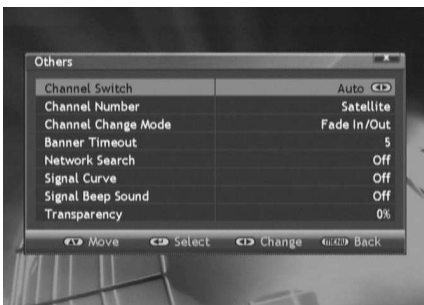 Others
Channel Switch Auto
Channel Number Satellite
Channel Change Mode Fade In/Out
Banner Timeout 5
Network Search Off
Signal Curve Off
Signal Beep Sound Off
Transparency 0%
Move Select Change MENU Back